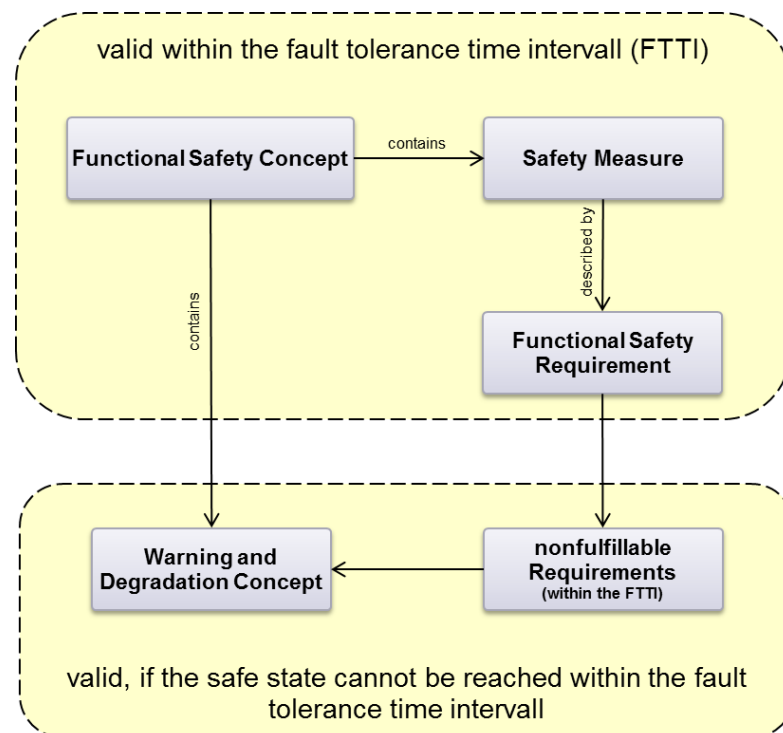 valid within the fault tolerance time intervall (FTTI)
Functional Safety Concept
contains
Safety Measure
contains
described by
Functional Safety
Requirement
Warning and
Degradation Concept
nonfulfillable
Requirements
(within the FTTI)
valid, if the safe state cannot be reached within the fault
tolerance time intervall